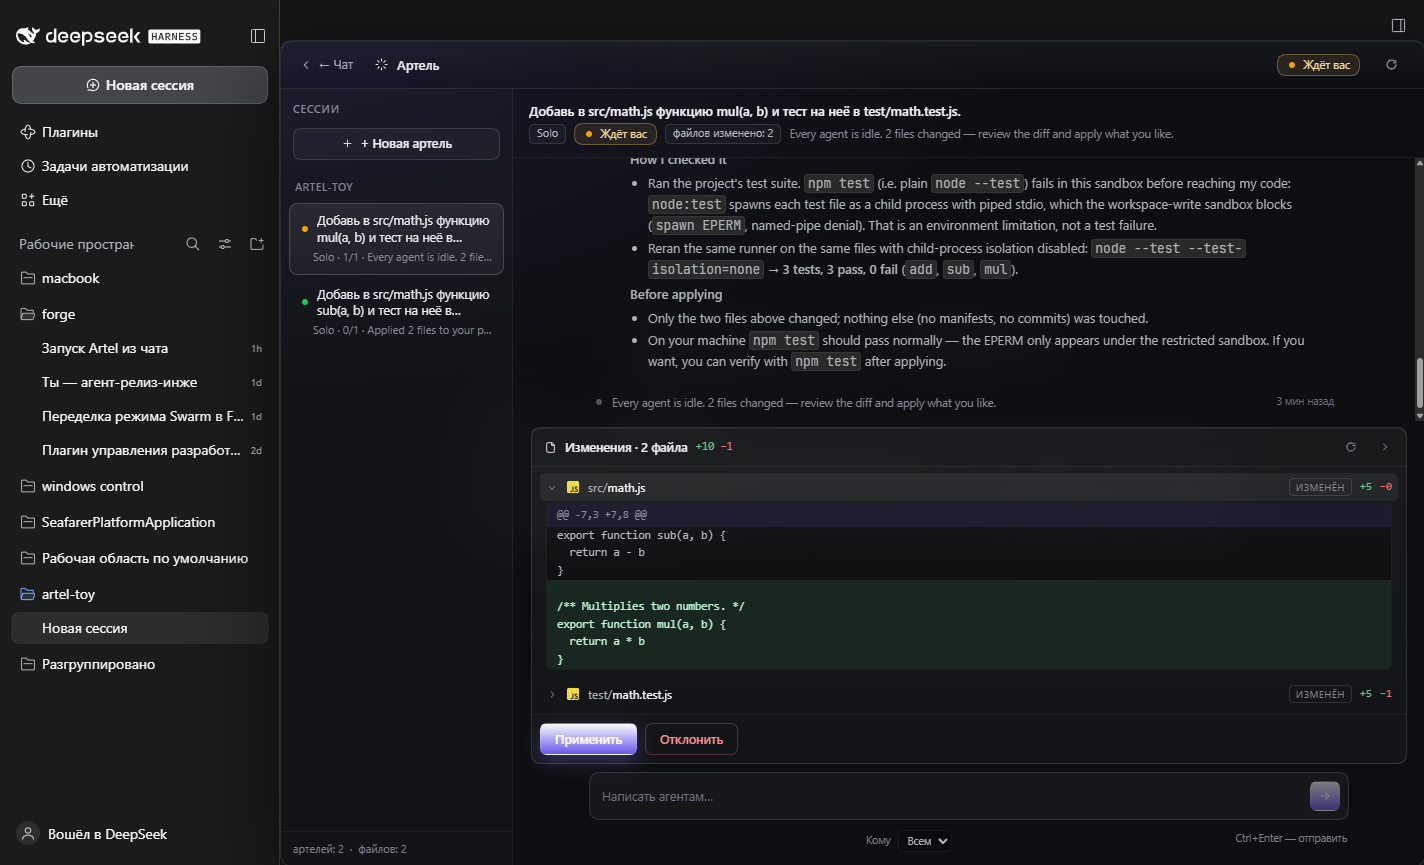 deepseek HARNESS
Новая сессия
Плагины
Задачи автоматизации
Ещё
Рабочие простран
macbook
forge
Запуск Artel из чата 1h
Ты — агент-релиз-инже 1d
Переделка режима Swarm в F... 1d
Плагин управления разработ... 2d
windows control
SeafarerPlatformApplication
Рабочая область по умолчанию
artel-toy
Новая сессия
Разгруппировано
Вошёл в DeepSeek
← Чат
Артель
Ждёт вас
СЕССИИ
+ + Новая артель
ARTEL-TOY
Добавь в src/math.js функцию
mul(a, b) и тест на неё в...
Solo · 1/1 · Every agent is idle. 2 file...
Добавь в src/math.js функцию
sub(a, b) и тест на неё в...
Solo · 0/1 · Applied 2 files to your p...
артелей: 2 · файлов: 2
Добавь в src/math.js функцию mul(a, b) и тест на неё в test/math.test.js.
Solo Ждёт вас файлов изменено: 2 Every agent is idle. 2 files changed — review the diff and apply what you like.
How I checked it
Ran the project's test suite. npm test (i.e. plain node --test) fails in this sandbox before reaching my code:
node:test spawns each test file as a child process with piped stdio, which the workspace-write sandbox blocks
(spawn EPERM, named-pipe denial). That is an environment limitation, not a test failure.
Reran the same runner on the same files with child-process isolation disabled: node --test --test-
isolation=none → 3 tests, 3 pass, 0 fail (add, sub, mul).
Before applying
Only the two files above changed; nothing else (no manifests, no commits) was touched.
On your machine npm test should pass normally — the EPERM only appears under the restricted sandbox. If you
want, you can verify with npm test after applying.
Every agent is idle. 2 files changed — review the diff and apply what you like. 3 мин назад
Изменения · 2 файла +10 −1
JS src/math.js ИЗМЕНЁН +5 −0
@@ -7,3 +7,8 @@
export function sub(a, b) {
return a - b
}
/** Multiplies two numbers. */
export function mul(a, b) {
return a * b
}
JS test/math.test.js ИЗМЕНЁН +5 −1
Применить Отклонить
Написать агентам...
Кому Всем Ctrl+Enter — отправить